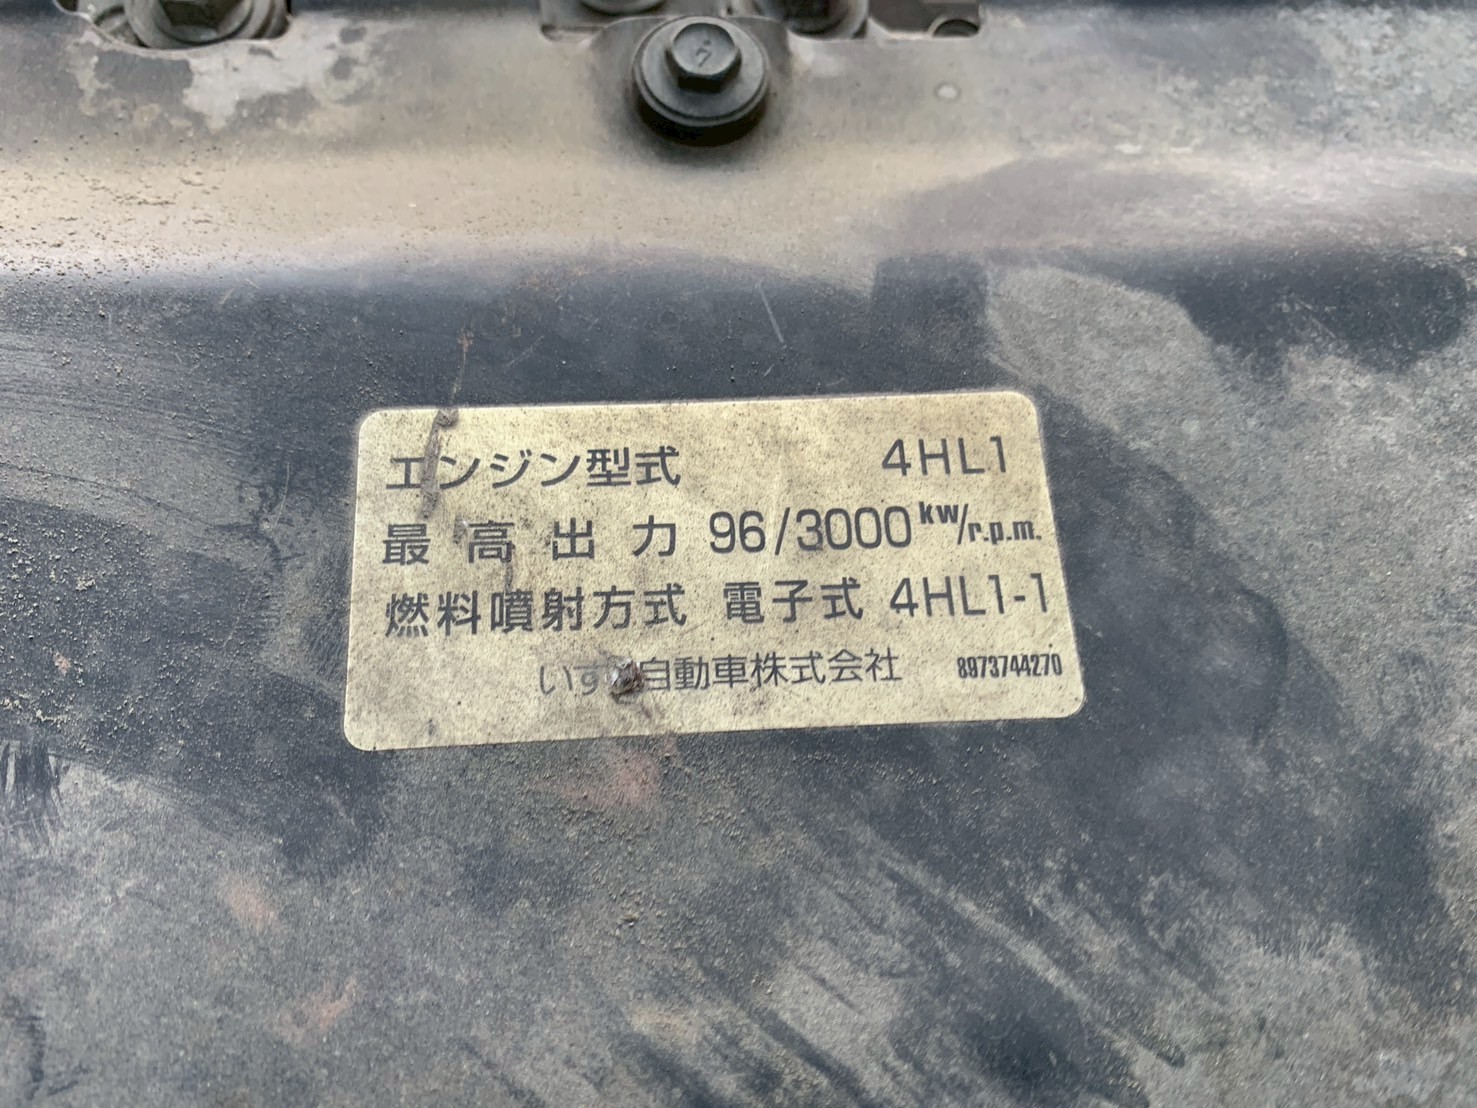 エンジン型式 4HL1
最高出力 96/3000 kw/r.p.m.
燃料噴射方式 電子式 4HL1-1
いすゞ自動車株式会社 8973744270